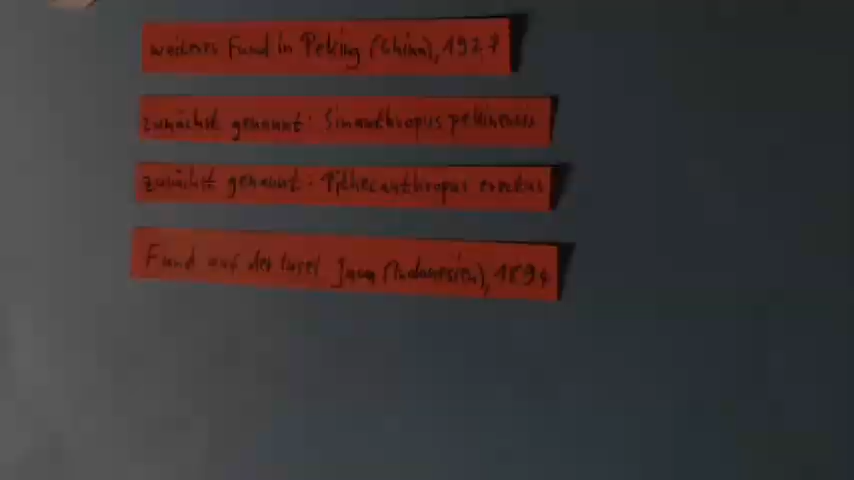 weiterer Fund in Peking (China), 1927
zunächst genannt: Sinanthropus pekinensis
zunächst genannt: Pithecanthropus erectus
Fund auf der Insel Java (Indonesien), 1894